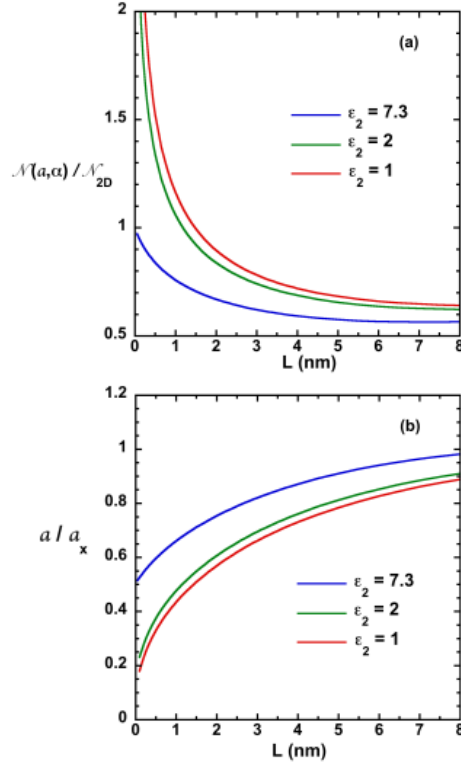 2
(a)
1.5
ε₂ = 7.3
ε₂ = 2
𝒩(a,α) / 𝒩₂D
ε₂ = 1
1
0.5
0 1 2 3 4 5 6 7 8
L (nm)
1.2
(b)
1
0.8
a / aₓ
0.6
0.4
ε₂ = 7.3
ε₂ = 2
0.2
ε₂ = 1
0
0 1 2 3 4 5 6 7 8
L (nm)